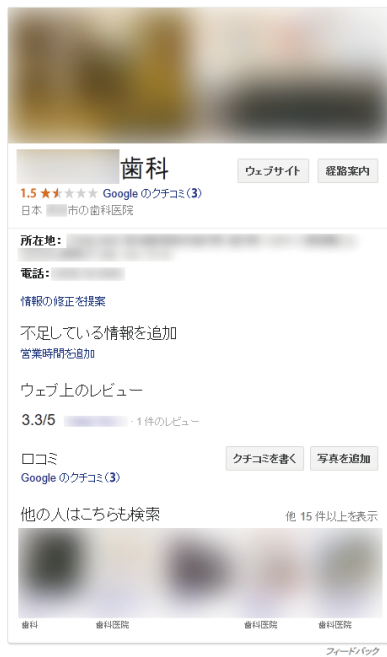 歯科
ウェブサイト
経路案内
1.5 ★★★★★ Google のクチコミ(3)
日本 市の歯科医院
所在地：
電話：
情報の修正を提案
不足している情報を追加
営業時間を追加
ウェブ上のレビュー
3.3/5 · 1 件のレビュー
口コミ
クチコミを書く
写真を追加
Google のクチコミ(3)
他の人はこちらも検索
他 15 件以上を表示
歯科
歯科医院
歯科医院
歯科医院
フィードバック